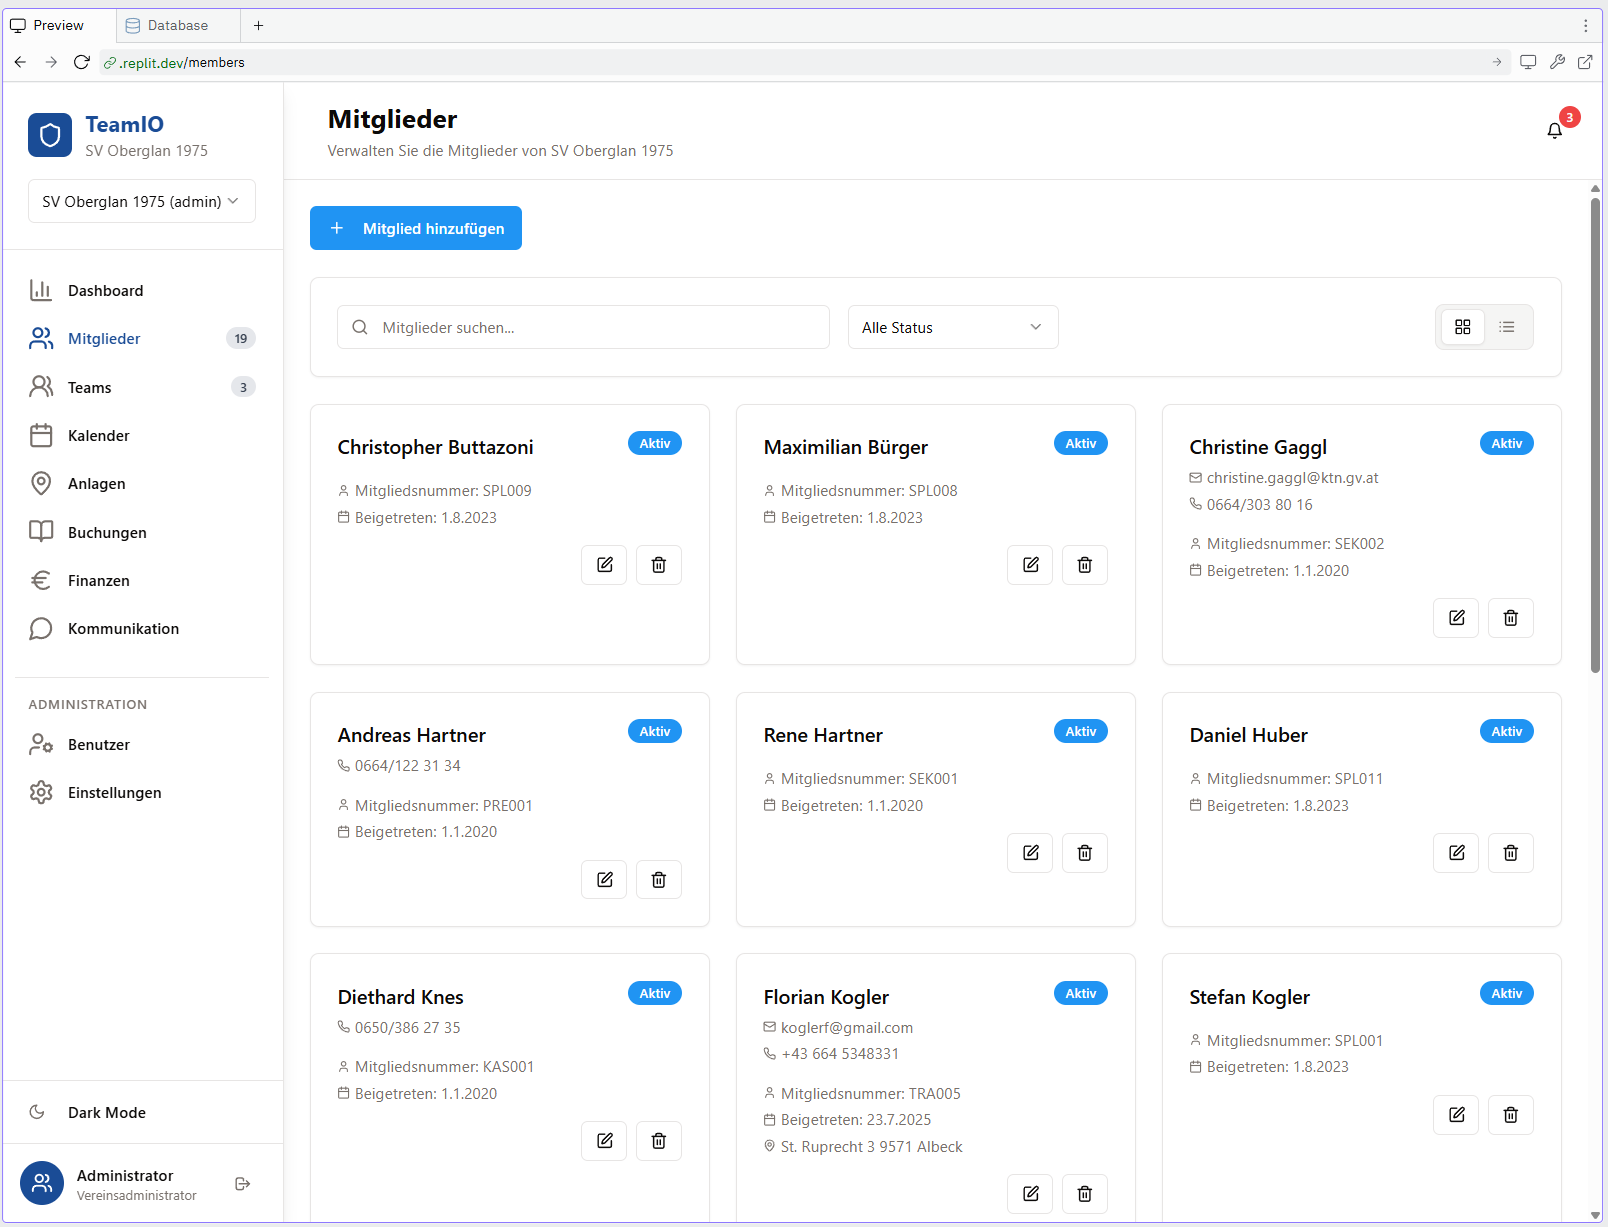 Preview
Database
.replit.dev/members
TeamIO
SV Oberglan 1975
SV Oberglan 1975 (admin)
Dashboard
Mitglieder 19
Teams 3
Kalender
Anlagen
Buchungen
Finanzen
Kommunikation
ADMINISTRATION
Benutzer
Einstellungen
Dark Mode
Administrator
Vereinsadministrator
Mitglieder
Verwalten Sie die Mitglieder von SV Oberglan 1975
3
Mitglied hinzufügen
Mitglieder suchen...
Alle Status
Christopher Buttazoni
Aktiv
Mitgliedsnummer: SPL009
Beigetreten: 1.8.2023
Maximilian Bürger
Aktiv
Mitgliedsnummer: SPL008
Beigetreten: 1.8.2023
Christine Gaggl
Aktiv
christine.gaggl@ktn.gv.at
0664/303 80 16
Mitgliedsnummer: SEK002
Beigetreten: 1.1.2020
Andreas Hartner
Aktiv
0664/122 31 34
Mitgliedsnummer: PRE001
Beigetreten: 1.1.2020
Rene Hartner
Aktiv
Mitgliedsnummer: SEK001
Beigetreten: 1.1.2020
Daniel Huber
Aktiv
Mitgliedsnummer: SPL011
Beigetreten: 1.8.2023
Diethard Knes
Aktiv
0650/386 27 35
Mitgliedsnummer: KAS001
Beigetreten: 1.1.2020
Florian Kogler
Aktiv
koglerf@gmail.com
+43 664 5348331
Mitgliedsnummer: TRA005
Beigetreten: 23.7.2025
St. Ruprecht 3 9571 Albeck
Stefan Kogler
Aktiv
Mitgliedsnummer: SPL001
Beigetreten: 1.8.2023